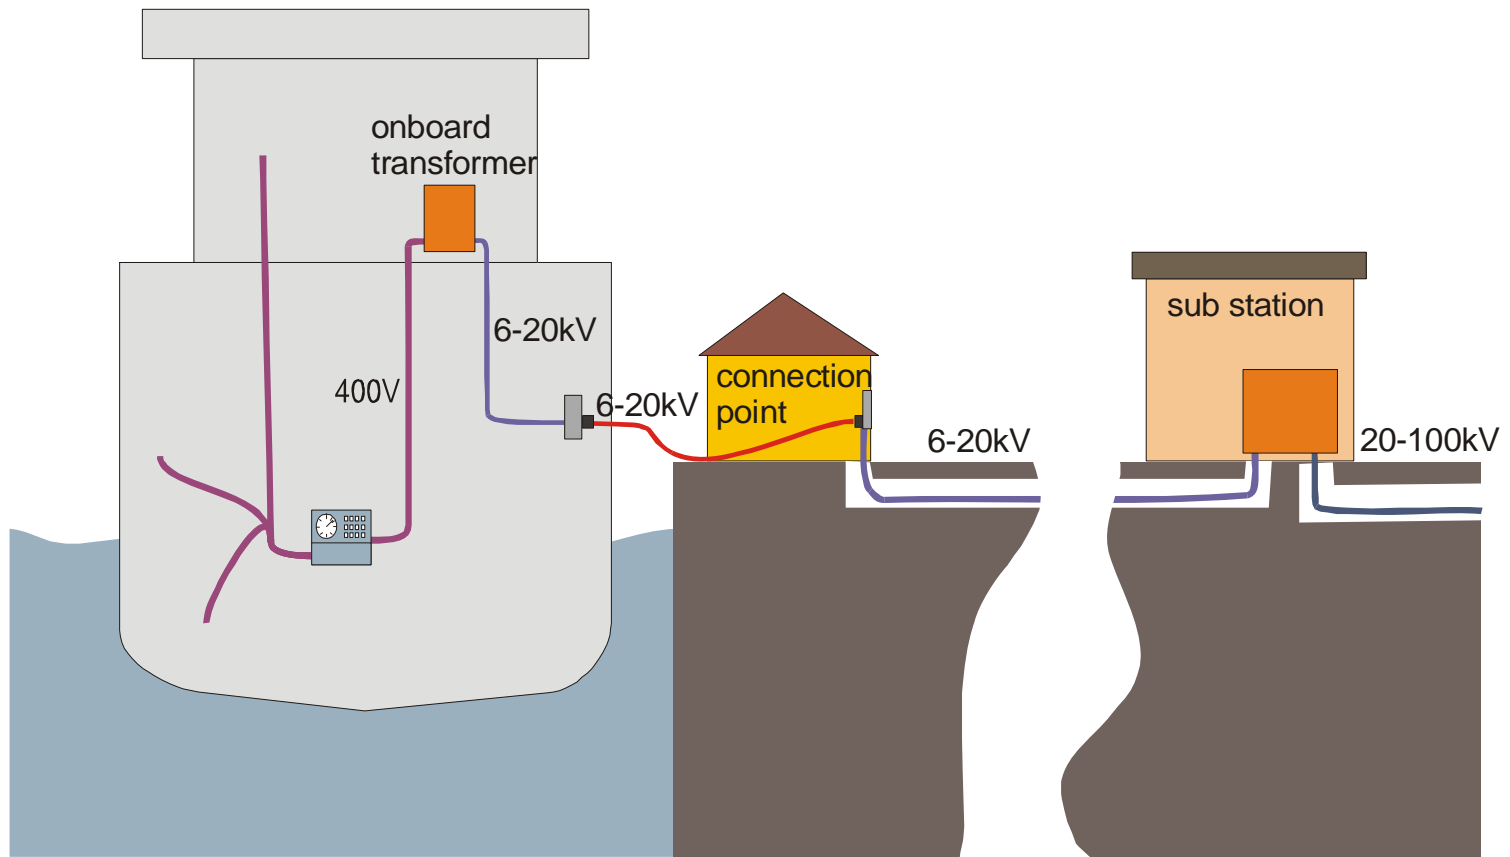 onboard
transformer
6-20kV
400V
6-20kV
connection
point
6-20kV
sub station
20-100kV